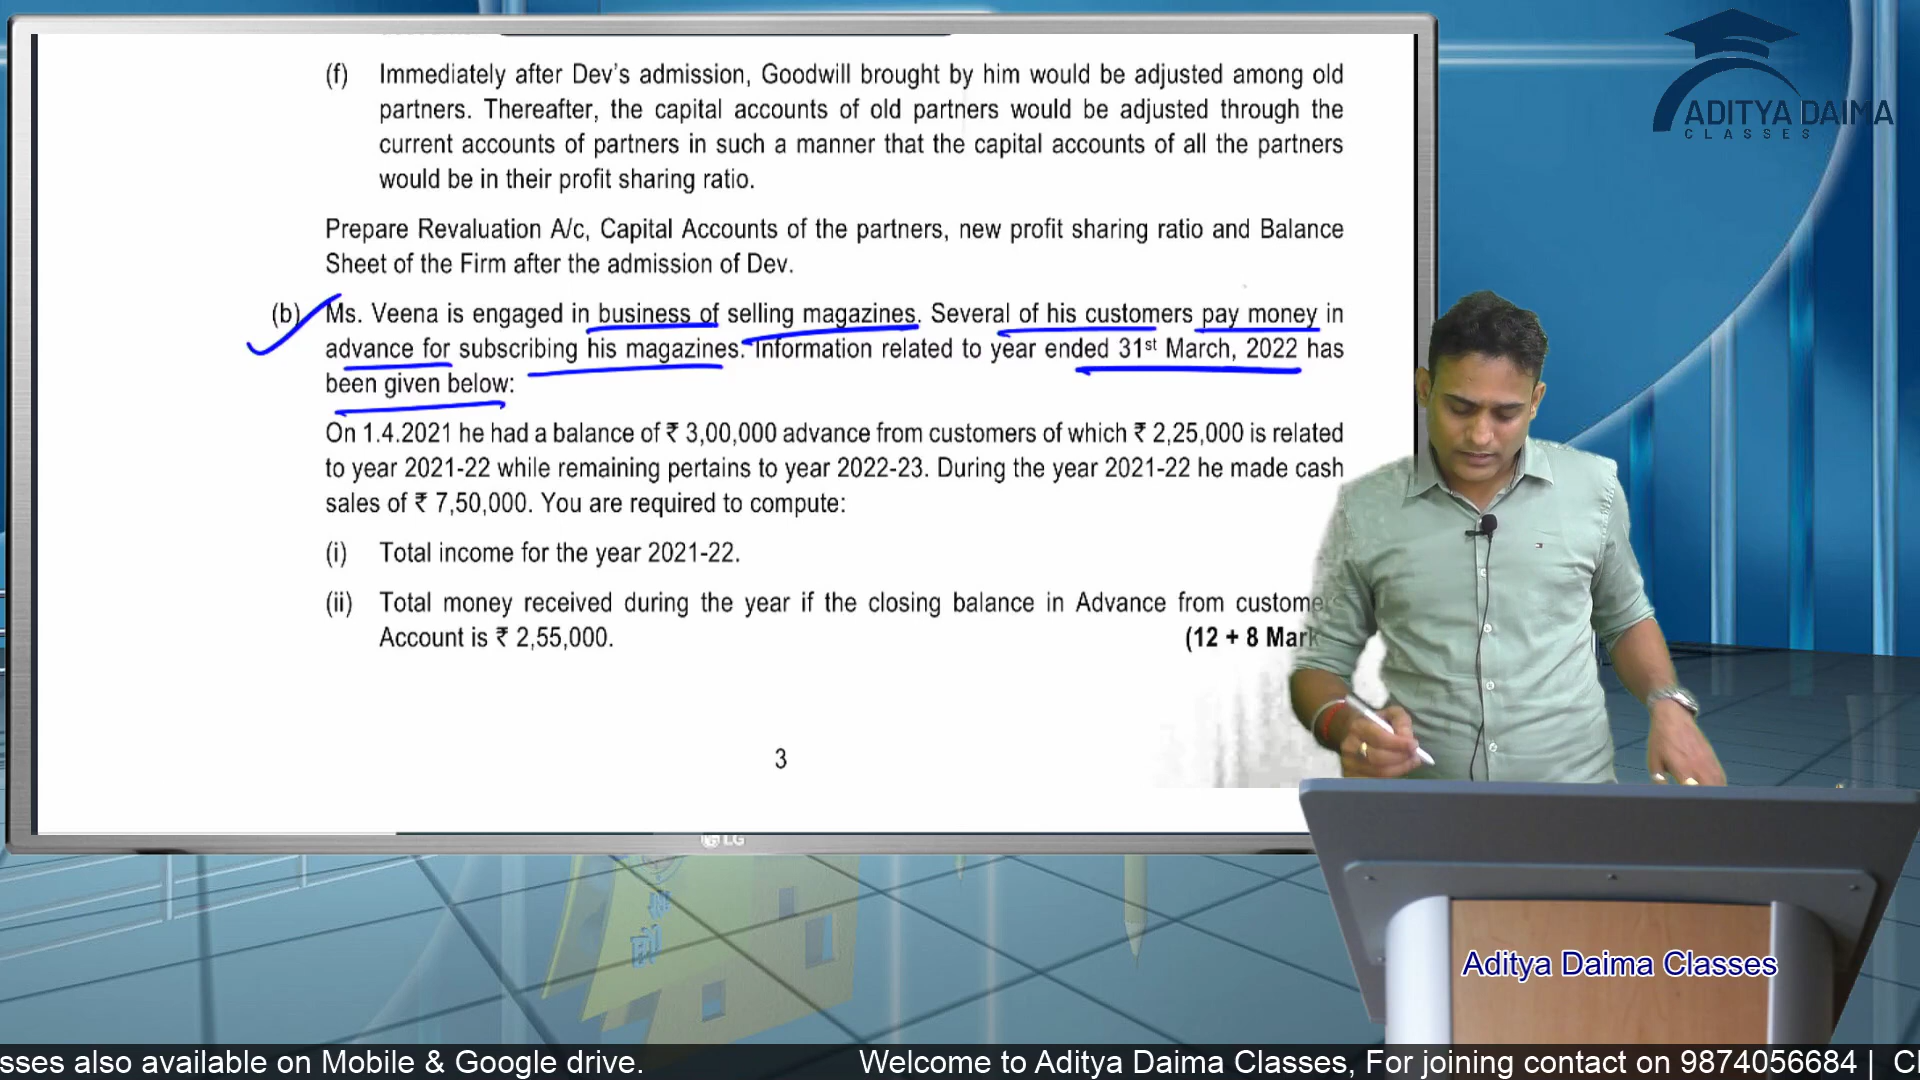 (f) Immediately after Dev's admission, Goodwill brought by him would be adjusted among old
partners. Thereafter, the capital accounts of old partners would be adjusted through the
current accounts of partners in such a manner that the capital accounts of all the partners
would be in their profit sharing ratio.
Prepare Revaluation A/c, Capital Accounts of the partners, new profit sharing ratio and Balance
Sheet of the Firm after the admission of Dev.
(b) Ms. Veena is engaged in business of selling magazines. Several of his customers pay money in
advance for subscribing his magazines. Information related to year ended 31st March, 2022 has
been given below:
On 1.4.2021 he had a balance of ₹ 3,00,000 advance from customers of which ₹ 2,25,000 is related
to year 2021-22 while remaining pertains to year 2022-23. During the year 2021-22 he made cash
sales of ₹ 7,50,000. You are required to compute:
(i) Total income for the year 2021-22.
(ii) Total money received during the year if the closing balance in Advance from custome
Account is ₹ 2,55,000. (12 + 8 Mark
3
LG
ADITYA DAIMA
CLASSES
Aditya Daima Classes
sses also available on Mobile & Google drive. Welcome to Aditya Daima Classes, For joining contact on 9874056684 | Cl